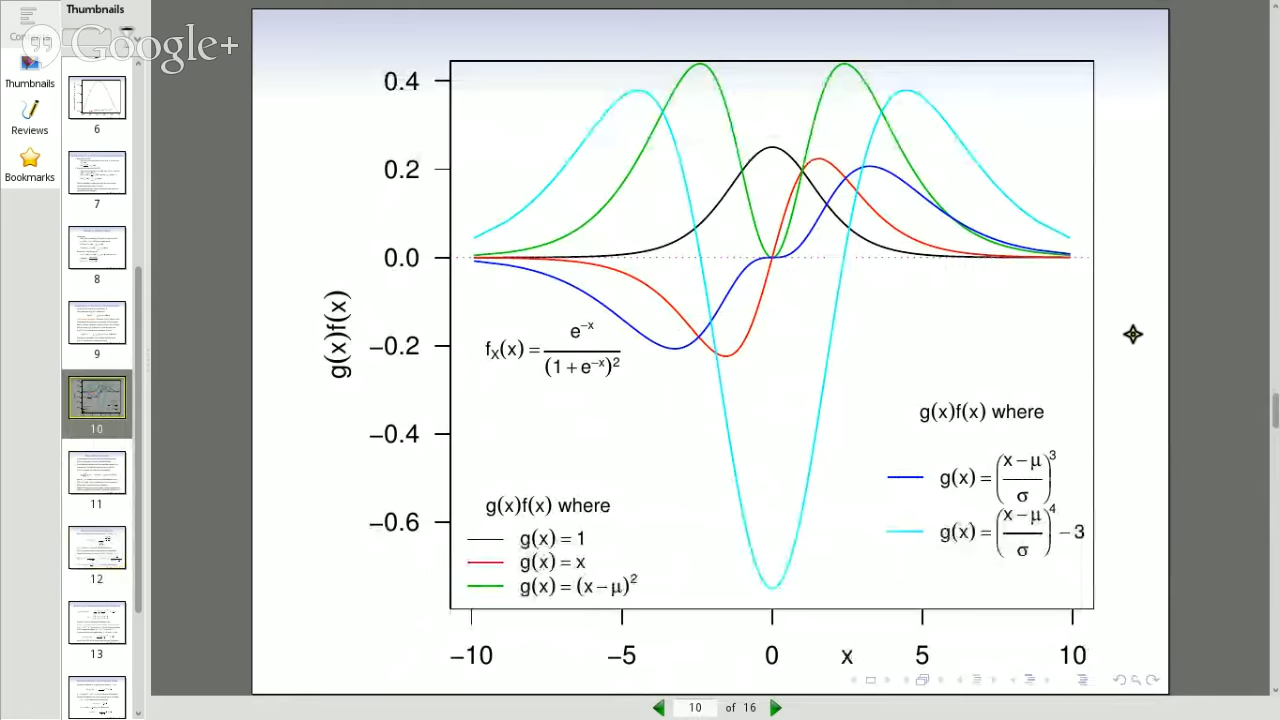 Thumbnails
Google+
Thumbnails
Reviews
Bookmarks
6
7
8
9
10
11
12
13
g(x)f(x)
0.4
0.2
0.0
−0.2
−0.4
−0.6
f_X(x) = e^−x / (1 + e^−x)^2
g(x)f(x) where
g(x) = 1
g(x) = x
g(x) = (x − μ)^2
g(x)f(x) where
g(x) = ((x − μ) / σ)^3
g(x) = ((x − μ) / σ)^4 − 3
−10 −5 0 x 5 10
10 of 16